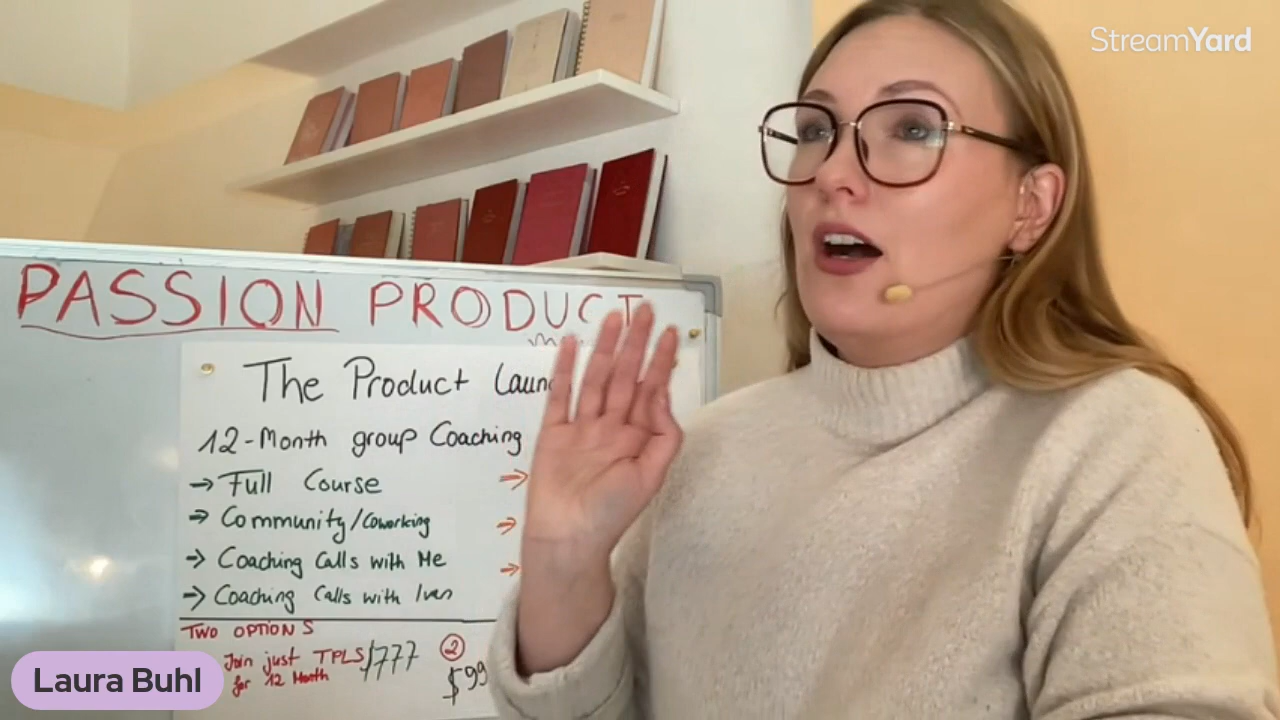 StreamYard
PASSION PRODUCT
The Product Laun
12-Month group Coaching
→ Full Course
→ Community/Coworking
→ Coaching Calls with Me
→ Coaching Calls with Iven
TWO OPTIONS
Join just TPLS $777
for 12 Month
2
$99
Laura Buhl